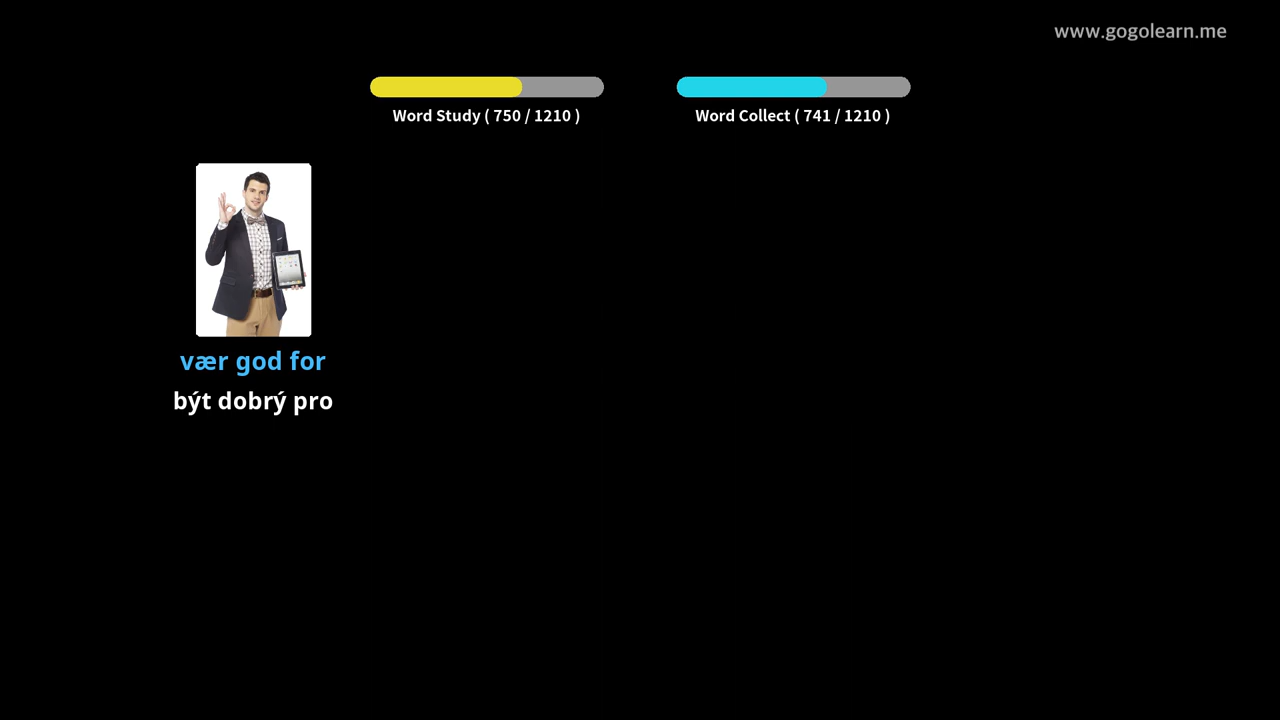 www.gogolearn.me
Word Study ( 750 / 1210 )
Word Collect ( 741 / 1210 )
vær god for
být dobrý pro